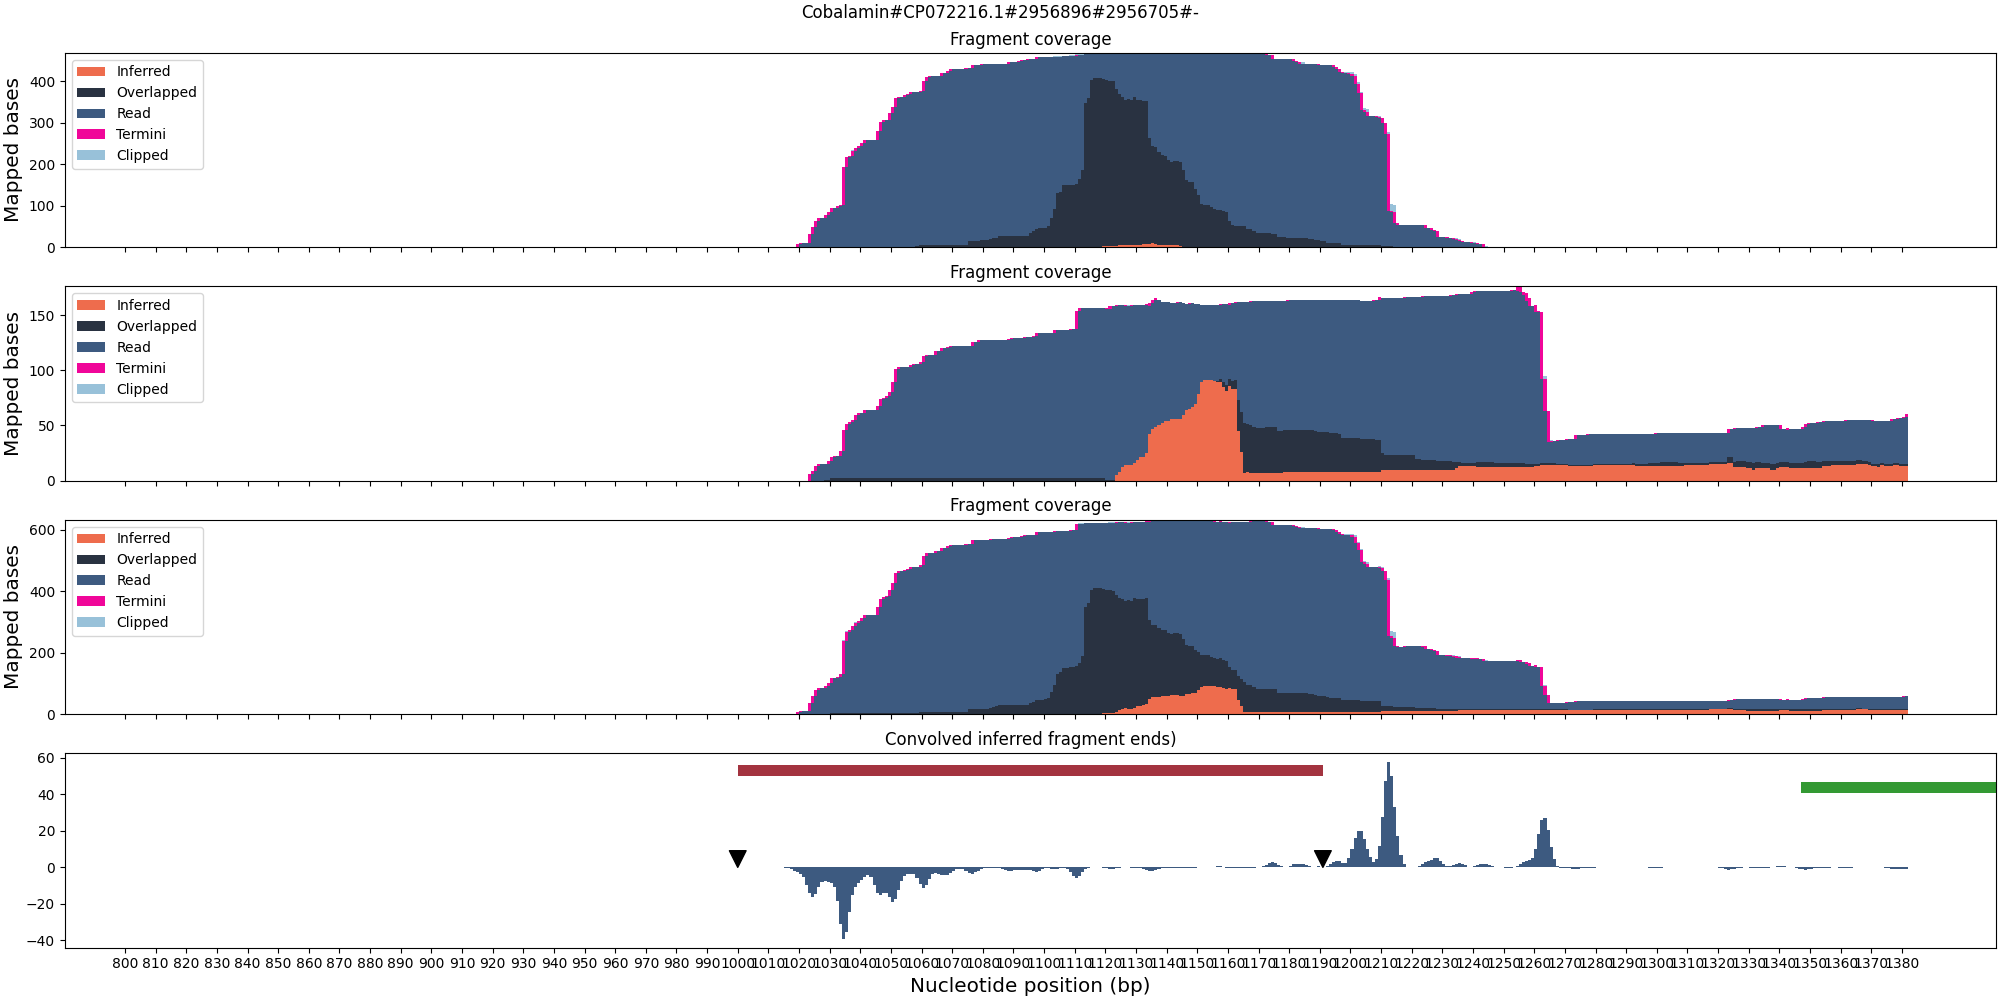 Cobalamin#CP072216.1#2956896#2956705#-
Fragment coverage
Mapped bases
400
300
200
100
0
Inferred
Overlapped
Read
Termini
Clipped
Fragment coverage
Mapped bases
150
100
50
0
Inferred
Overlapped
Read
Termini
Clipped
Fragment coverage
Mapped bases
600
400
200
0
Inferred
Overlapped
Read
Termini
Clipped
Convolved inferred fragment ends)
60
40
20
0
−20
−40
800 810 820 830 840 850 860 870 880 890 900 910 920 930 940 950 960 970 980 990 1000 1010 1020 1030 1040 1050 1060 1070 1080 1090 1100 1110 1120 1130 1140 1150 1160 1170 1180 1190 1200 1210 1220 1230 1240 1250 1260 1270 1280 1290 1300 1310 1320 1330 1340 1350 1360 1370 1380
Nucleotide position (bp)